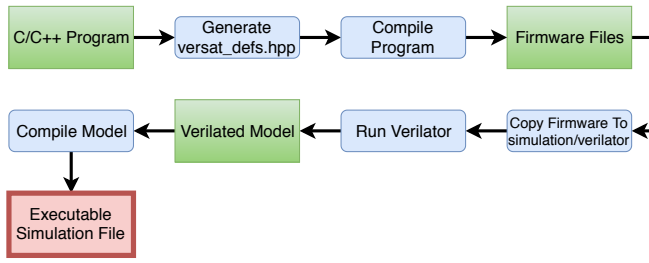 C/C++ Program
Generate
versat_defs.hpp
Compile
Program
Firmware Files
Compile Model
Verilated Model
Run Verilator
Copy Firmware To
simulation/verilator
Executable
Simulation File